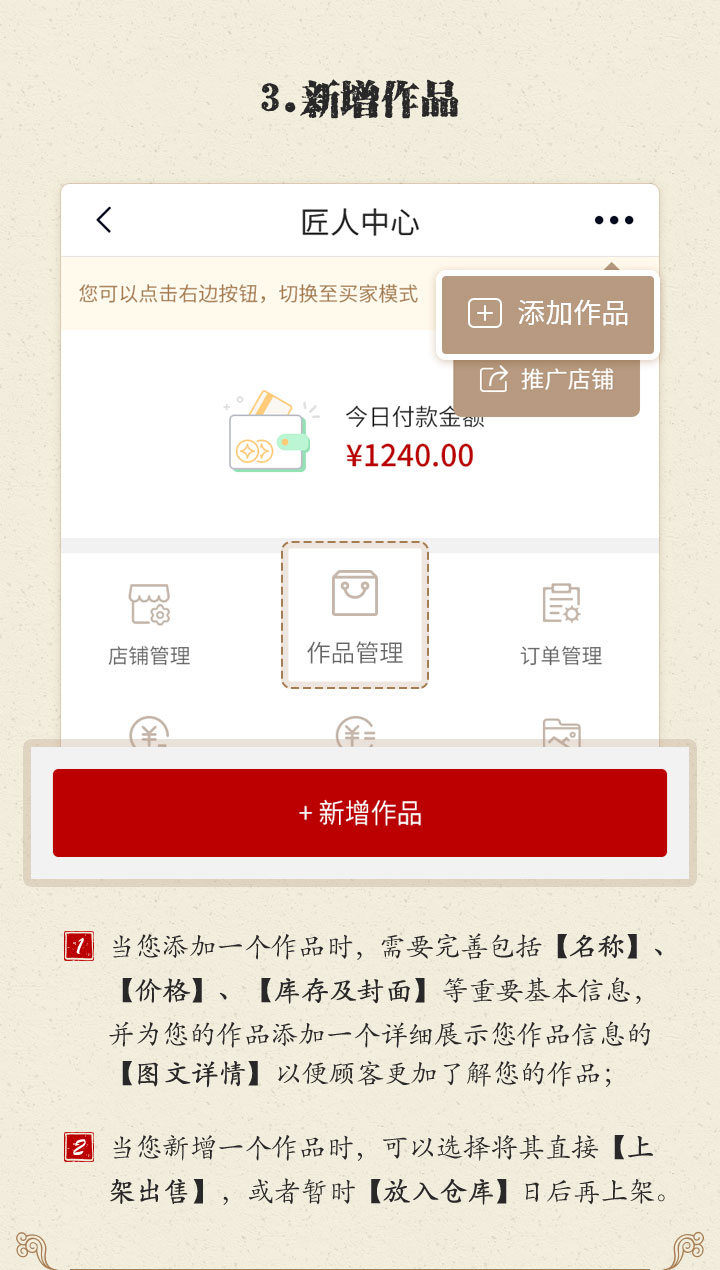 3.新增作品
匠人中心
您可以点击右边按钮，切换至买家模式
添加作品
推广店铺
今日付款金额
¥1240.00
店铺管理
作品管理
订单管理
+ 新增作品
1 当您添加一个作品时，需要完善包括【名称】、
【价格】、【库存及封面】等重要基本信息，
并为您的作品添加一个详细展示您作品信息的
【图文详情】以便顾客更加了解您的作品；
2 当您新增一个作品时，可以选择将其直接【上
架出售】，或者暂时【放入仓库】日后再上架。